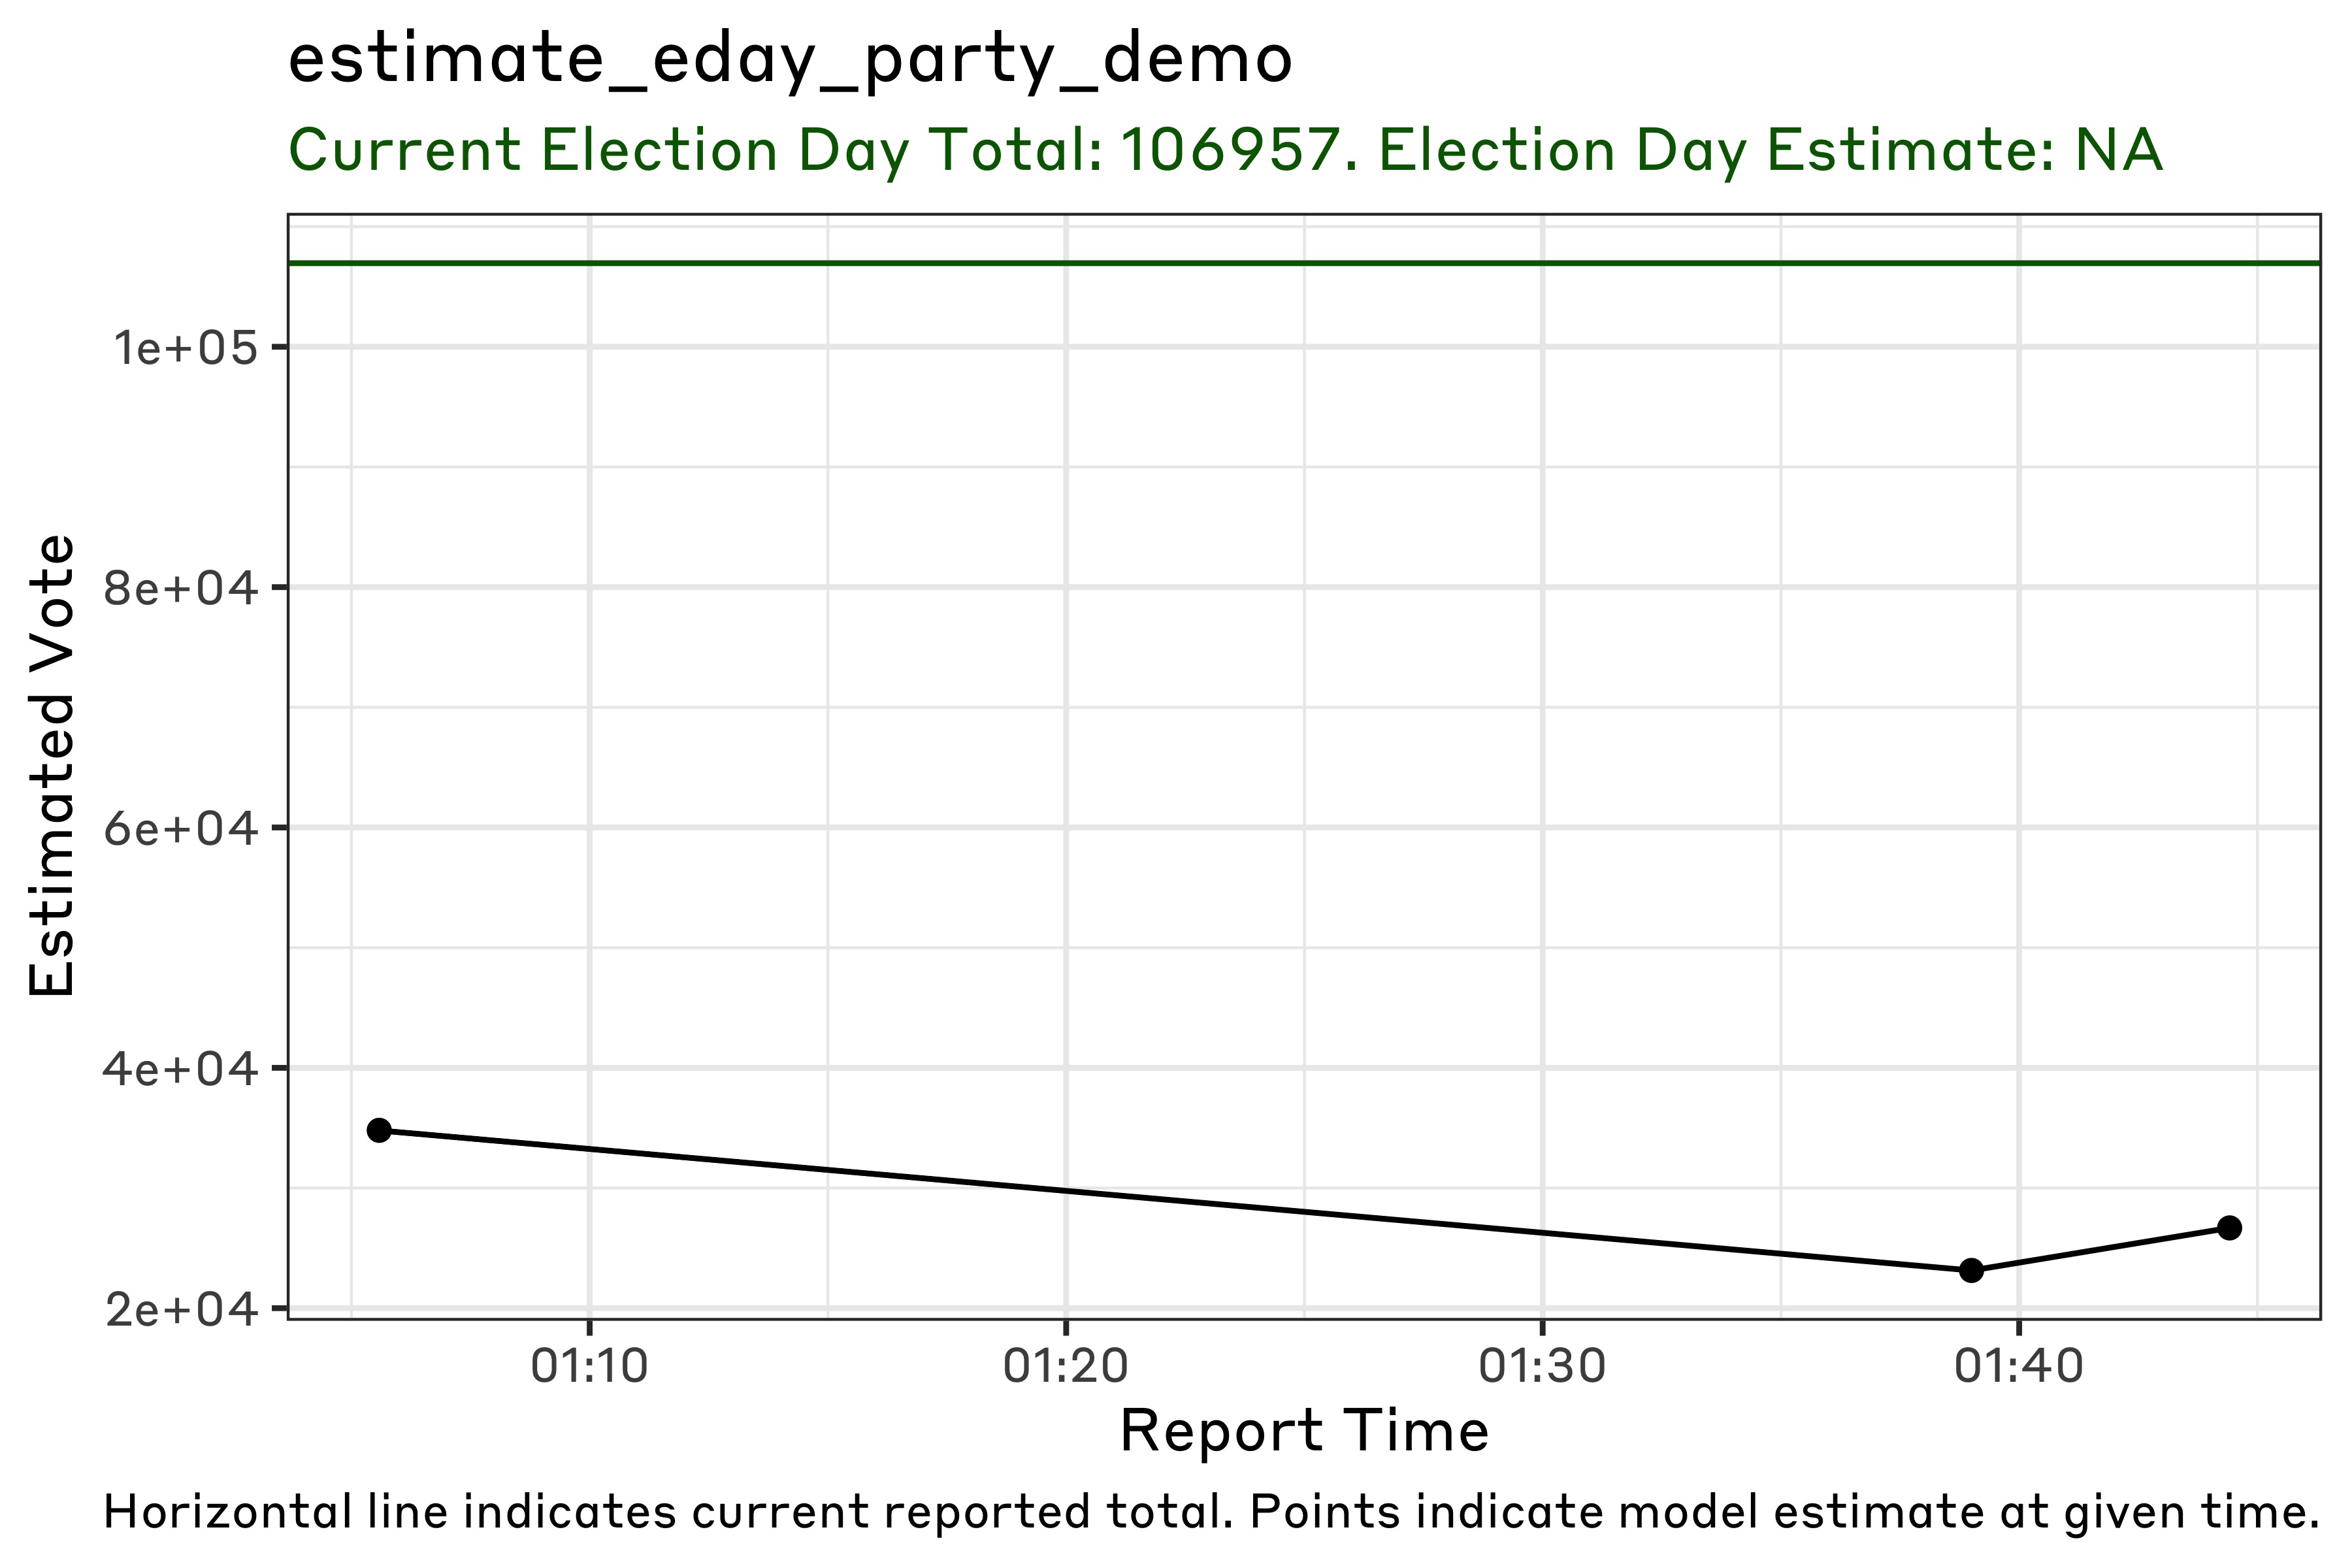 estimate_eday_party_demo
Current Election Day Total: 106957. Election Day Estimate: NA
Estimated Vote
1e+05
8e+04
6e+04
4e+04
2e+04
01:10 01:20 01:30 01:40
Report Time
Horizontal line indicates current reported total. Points indicate model estimate at given time.